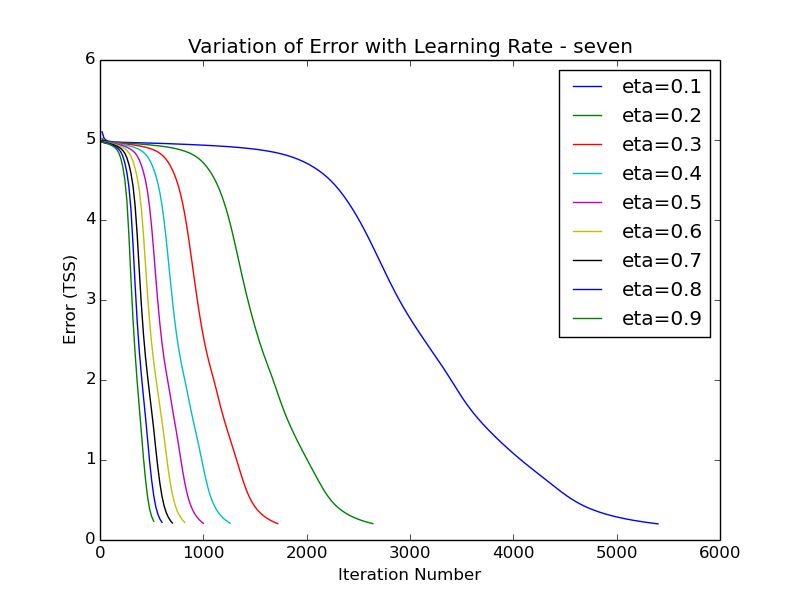 Variation of Error with Learning Rate - seven
6
5
4
3
2
1
0
Error (TSS)
eta=0.1
eta=0.2
eta=0.3
eta=0.4
eta=0.5
eta=0.6
eta=0.7
eta=0.8
eta=0.9
0 1000 2000 3000 4000 5000 6000
Iteration Number